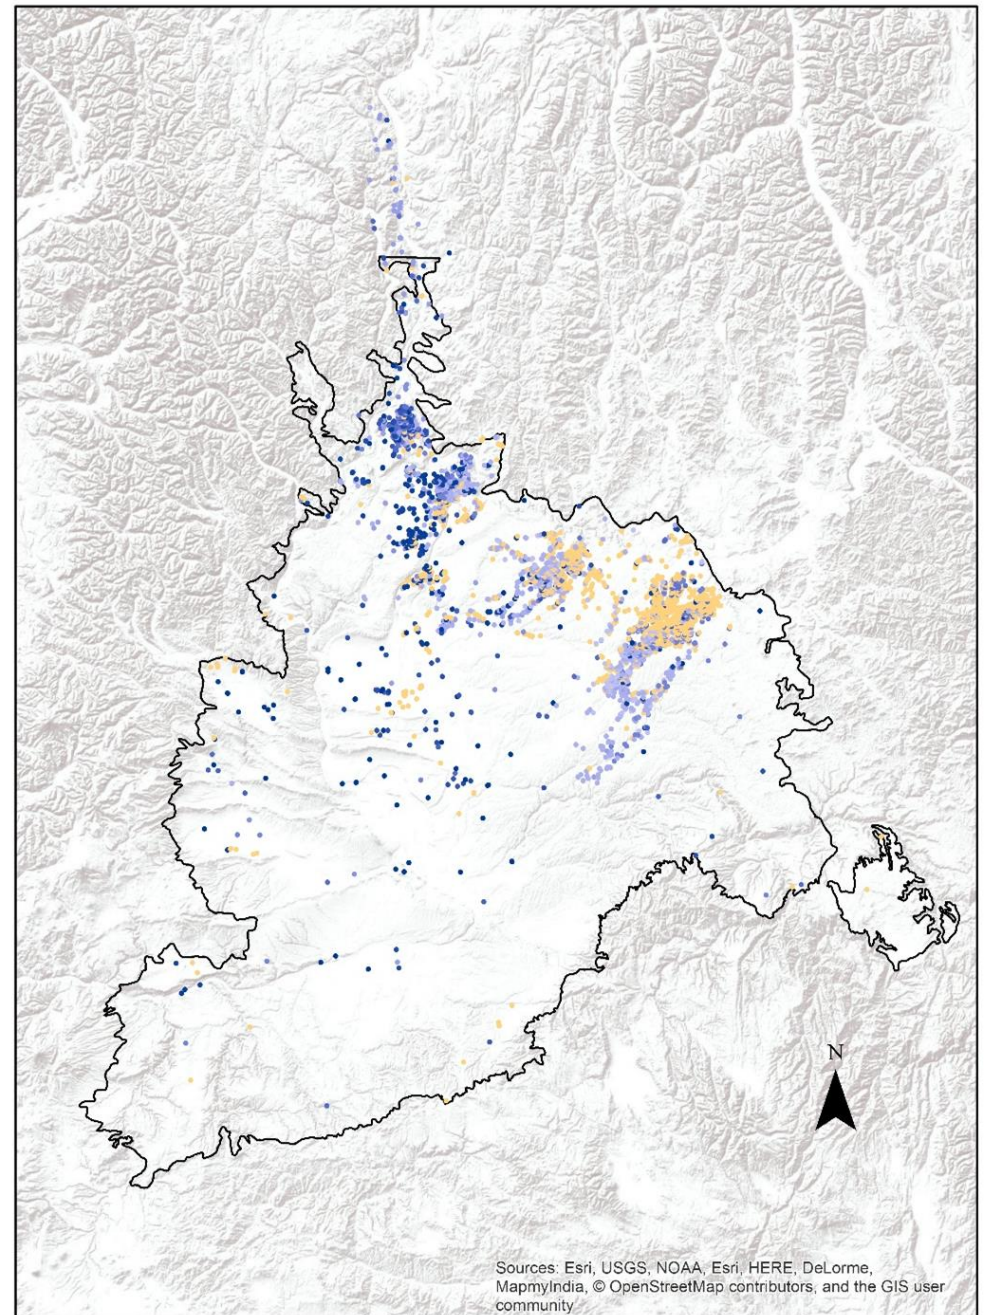 N
Sources: Esri, USGS, NOAA, Esri, HERE, DeLorme,
MapmyIndia, © OpenStreetMap contributors, and the GIS user
community